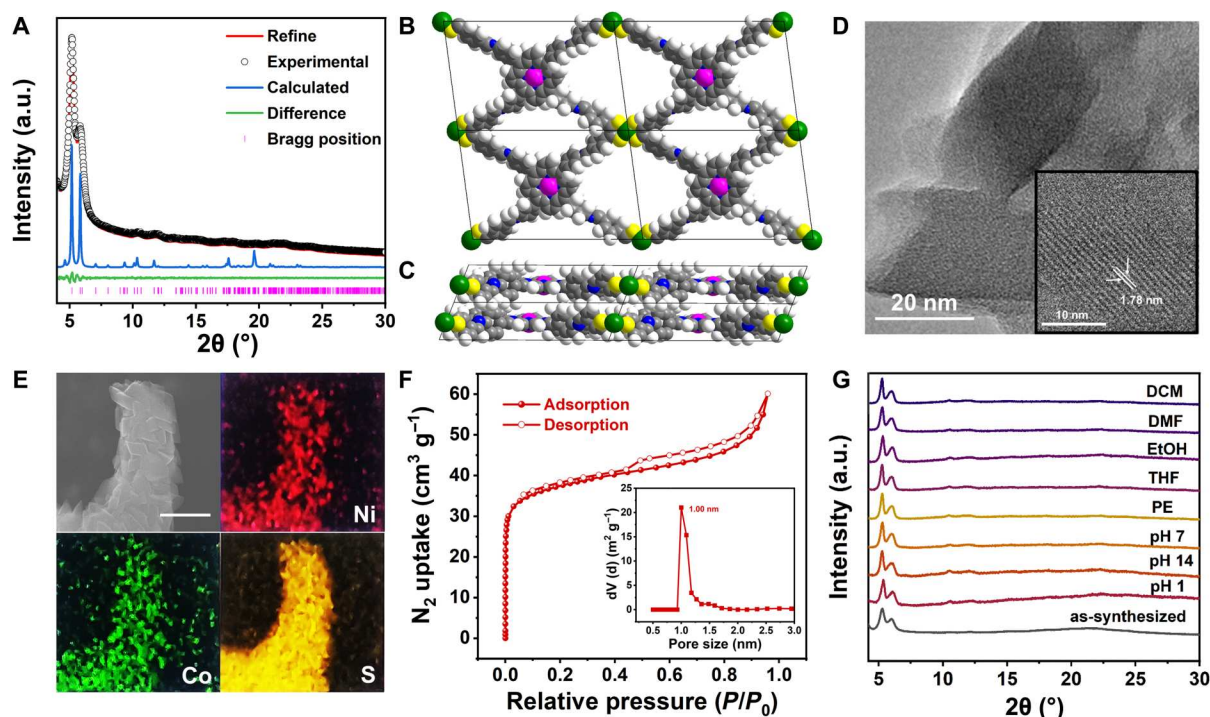 A
Refine
Experimental
Calculated
Difference
Bragg position
Intensity (a.u.)
5 10 15 20 25 30
2θ (°)
B
C
D
20 nm
1.78 nm
10 nm
E
Ni
Co
S
F
Adsorption
Desorption
N2 uptake (cm3 g−1)
60
50
40
30
20
10
0
0.0 0.2 0.4 0.6 0.8 1.0
Relative pressure (P/P0)
dV (d) (m2 g−1)
25
20
15
10
5
0
1.00 nm
0.5 1.0 1.5 2.0 2.5 3.0
Pore size (nm)
G
Intensity (a.u.)
DCM
DMF
EtOH
THF
PE
pH 7
pH 14
pH 1
as-synthesized
5 10 15 20 25 30
2θ (°)